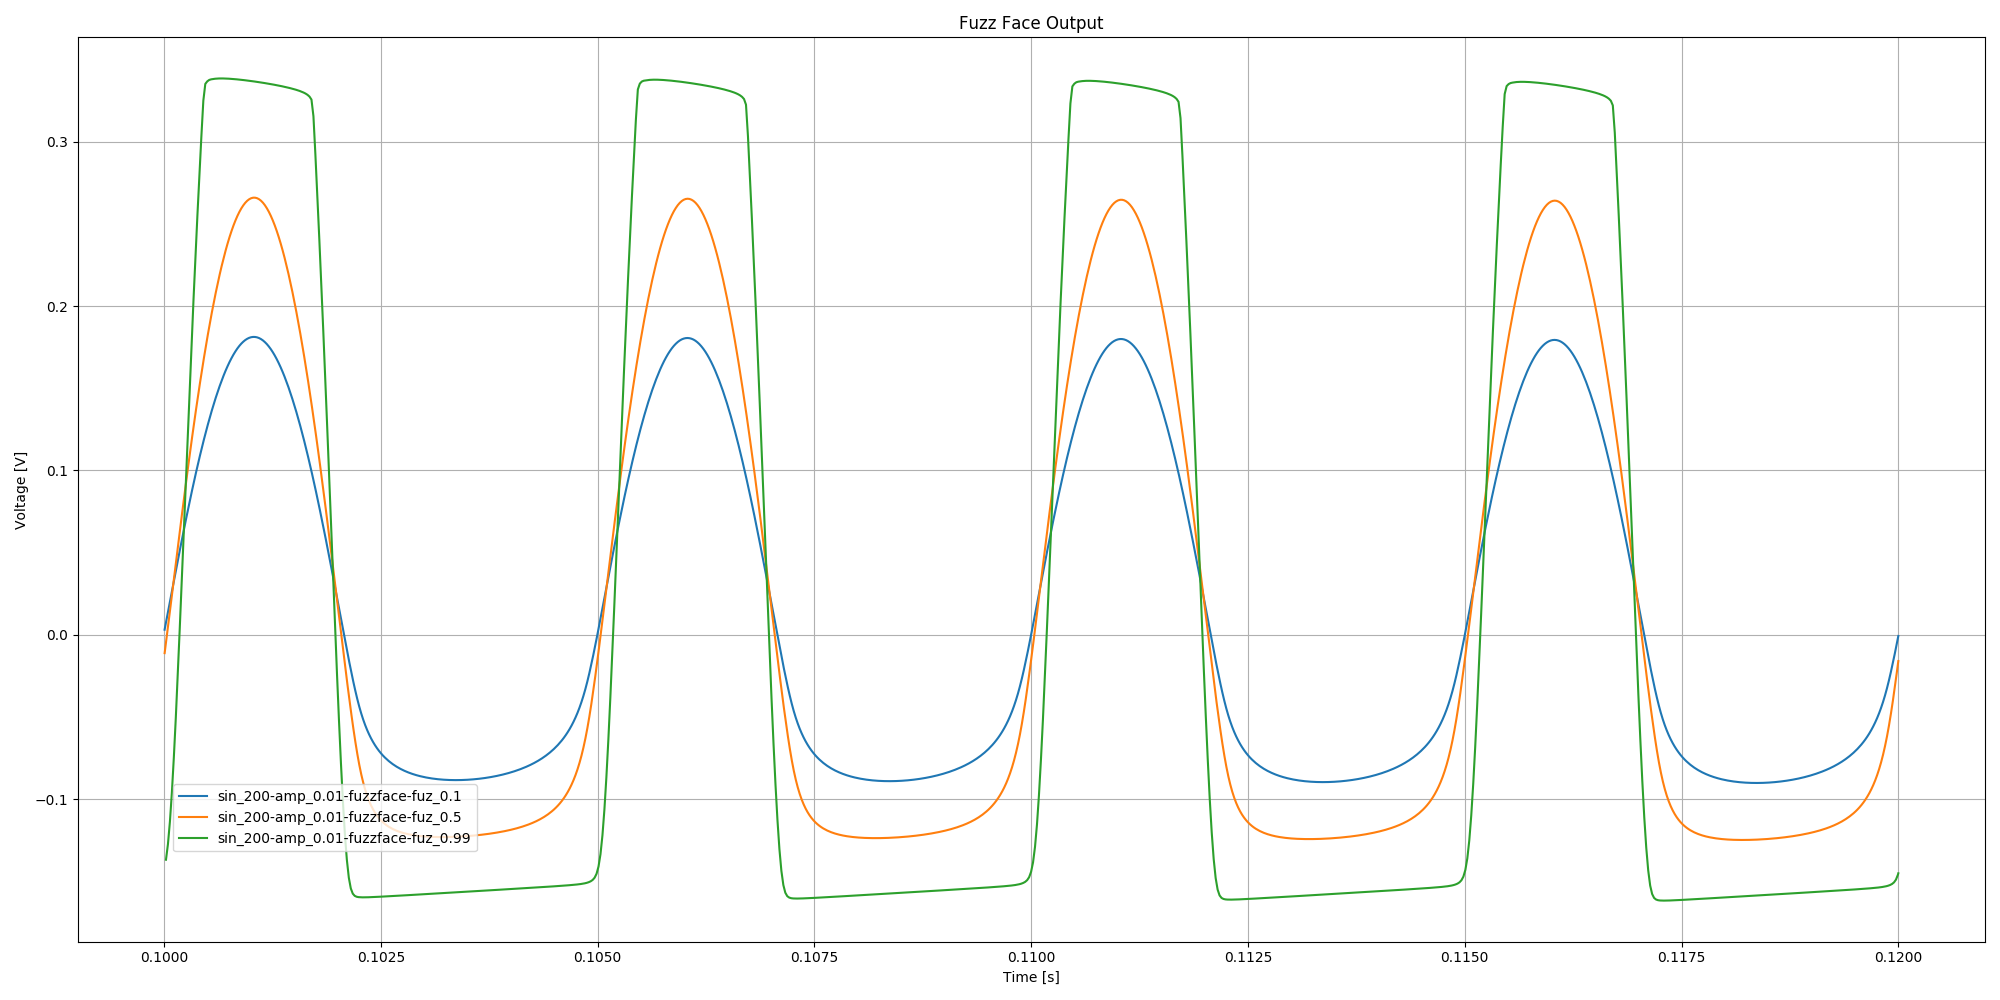 Fuzz Face Output
Voltage [V]
0.3
0.2
0.1
0.0
−0.1
sin_200-amp_0.01-fuzzface-fuz_0.1
sin_200-amp_0.01-fuzzface-fuz_0.5
sin_200-amp_0.01-fuzzface-fuz_0.99
0.1000 0.1025 0.1050 0.1075 0.1100 0.1125 0.1150 0.1175 0.1200
Time [s]